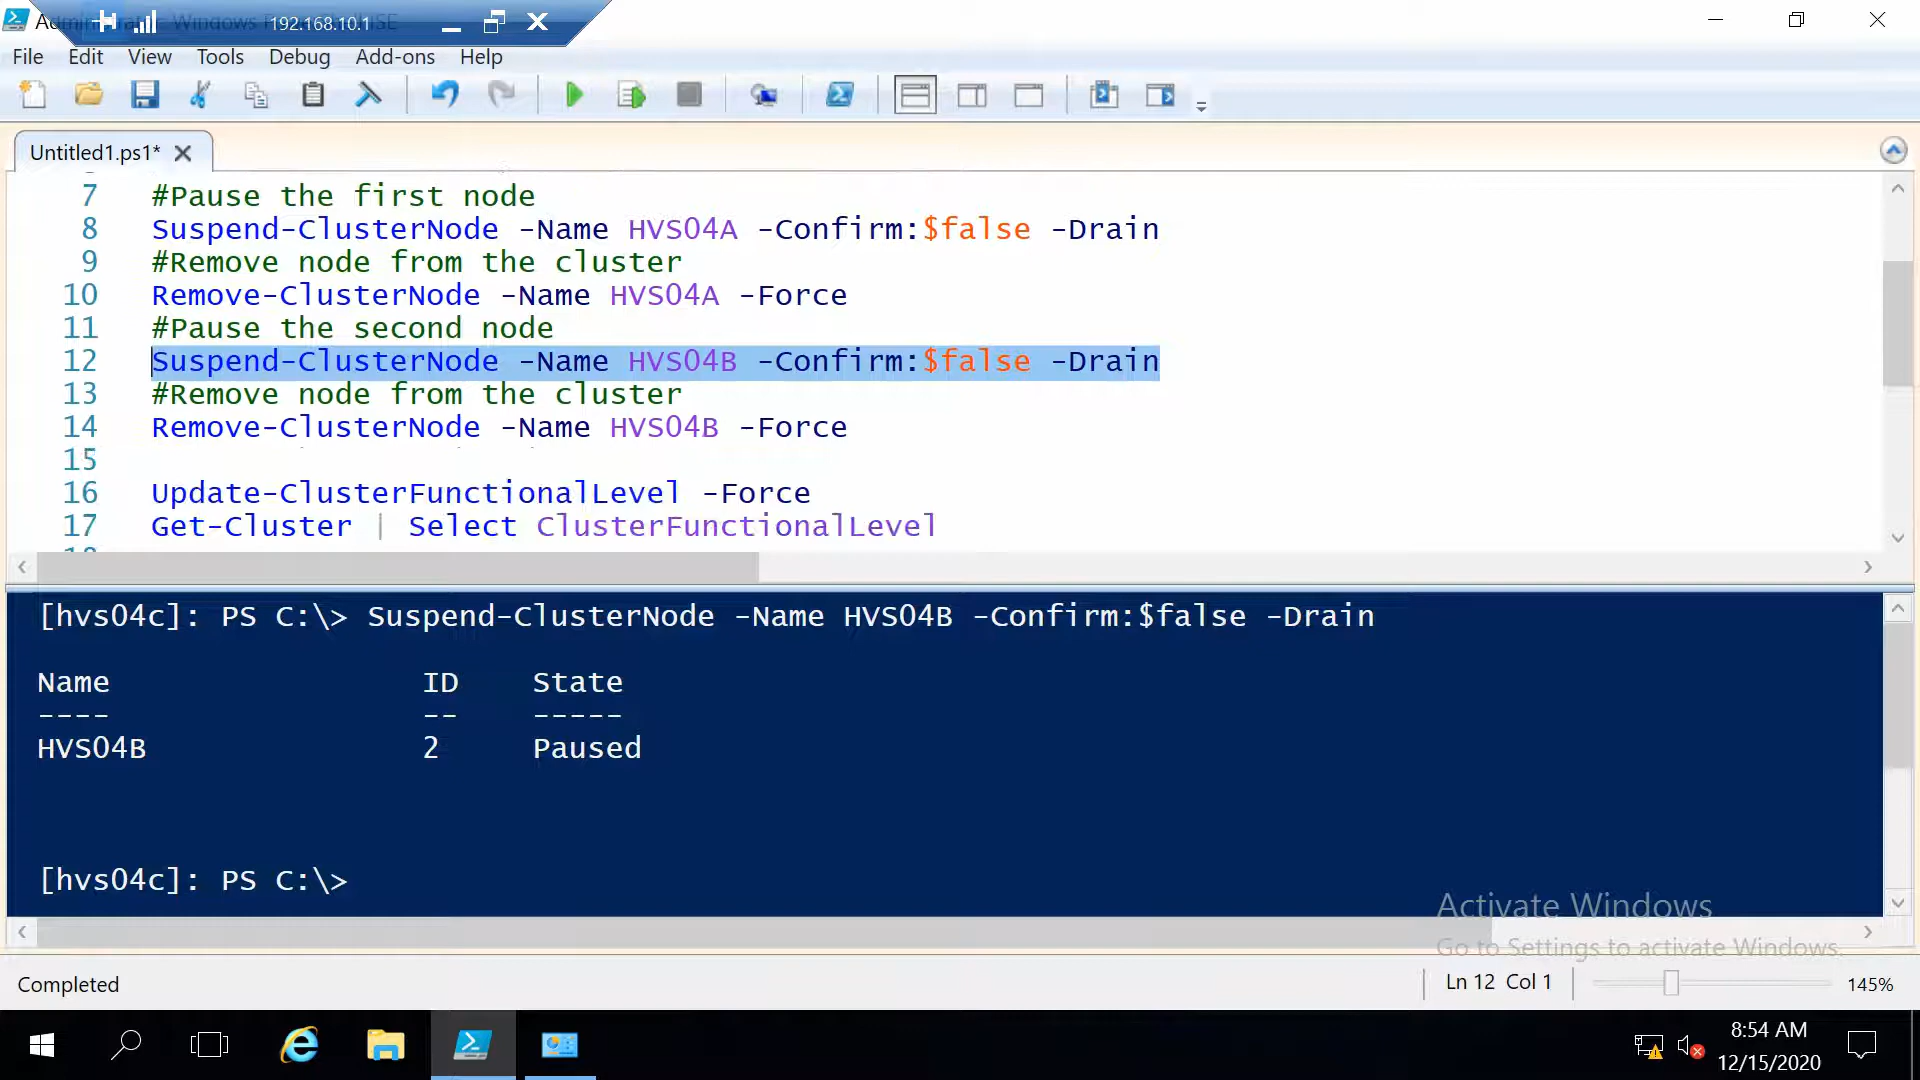 192.168.10.1
File Edit View Tools Debug Add-ons Help
Untitled1.ps1*
7 #Pause the first node
8 Suspend-ClusterNode -Name HVS04A -Confirm:$false -Drain
9 #Remove node from the cluster
10 Remove-ClusterNode -Name HVS04A -Force
11 #Pause the second node
12 Suspend-ClusterNode -Name HVS04B -Confirm:$false -Drain
13 #Remove node from the cluster
14 Remove-ClusterNode -Name HVS04B -Force
15
16 Update-ClusterFunctionalLevel -Force
17 Get-Cluster | Select ClusterFunctionalLevel
[hvs04c]: PS C:\> Suspend-ClusterNode -Name HVS04B -Confirm:$false -Drain
Name ID State
---- -- -----
HVS04B 2 Paused
[hvs04c]: PS C:\>
Activate Windows
Go to Settings to activate Windows.
Completed
Ln 12 Col 1
145%
8:54 AM
12/15/2020